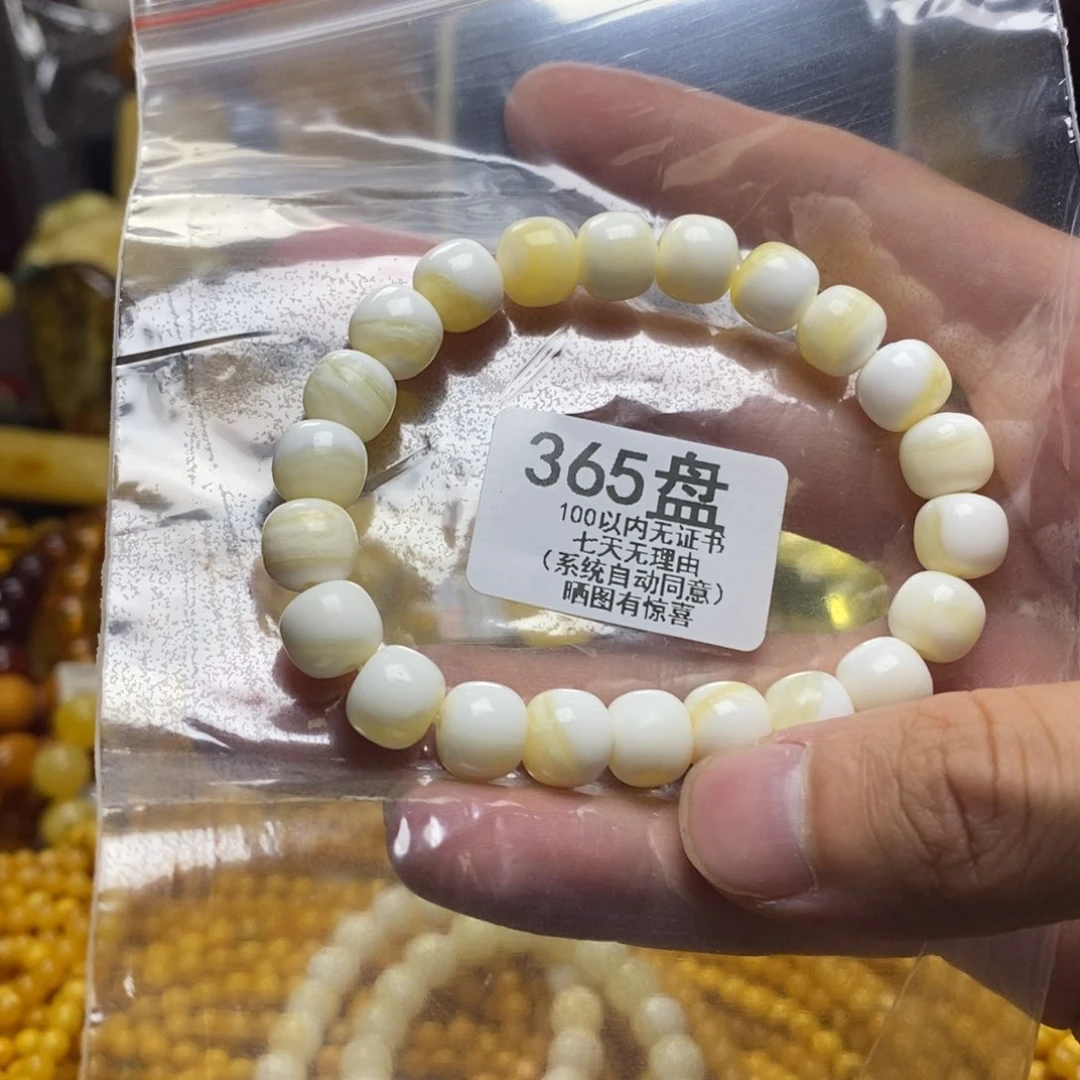 365盘
100以内无证书
七天无理由
（系统自动同意）
晒图有惊喜